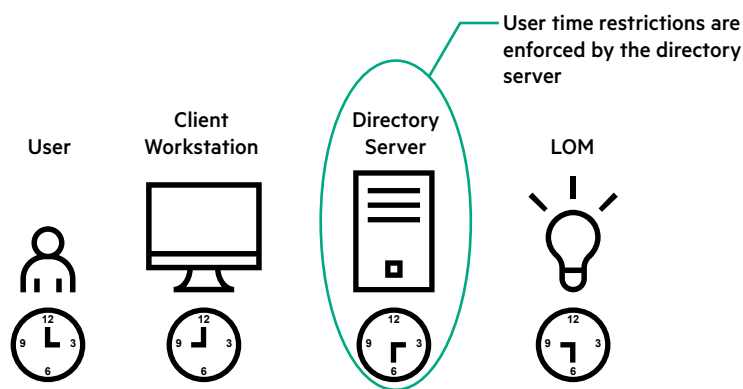 User time restrictions are
enforced by the directory
server
User
Client
Workstation
Directory
Server
LOM
12
9
3
6
12
9
3
6
12
9
3
6
12
9
3
6